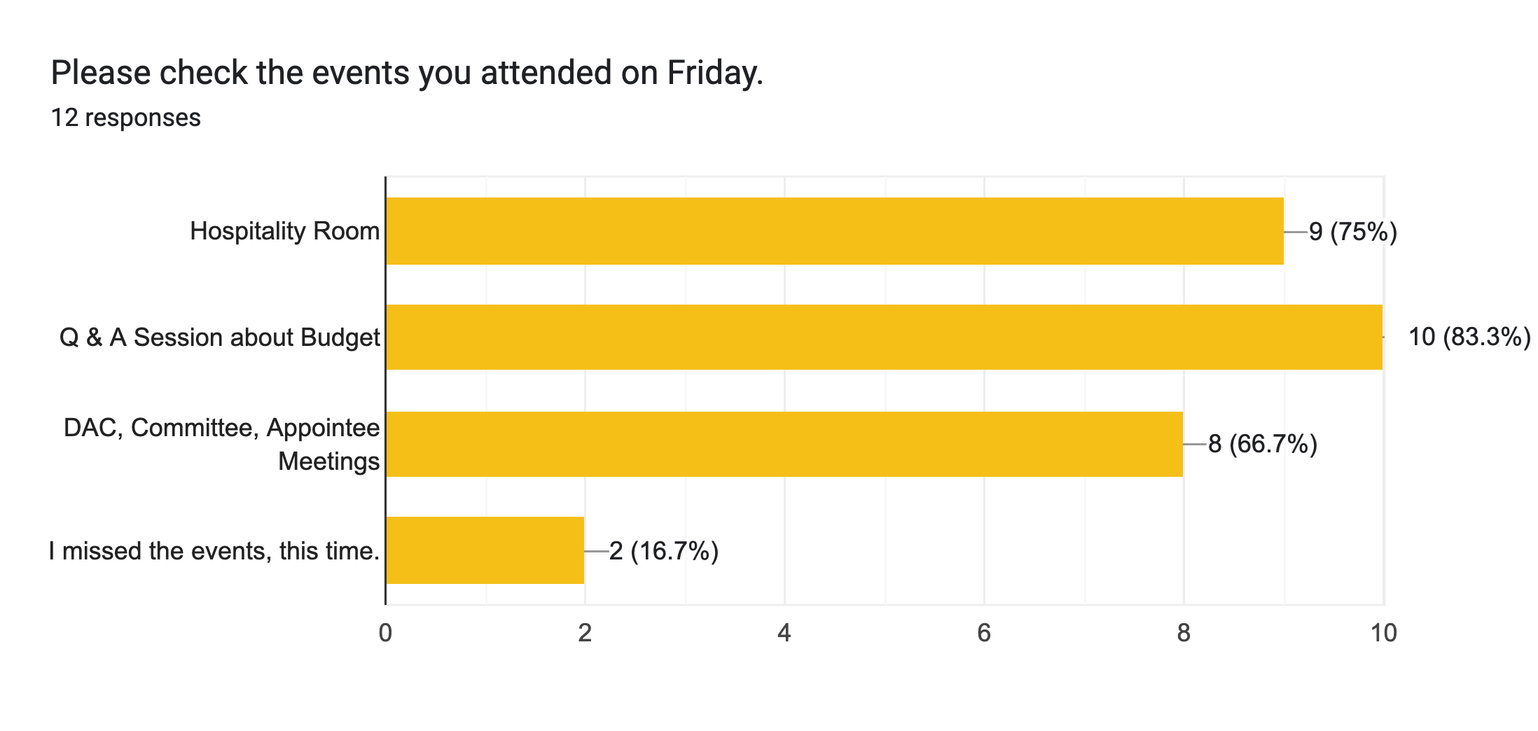 Please check the events you attended on Friday.
12 responses
Hospitality Room
9 (75%)
Q & A Session about Budget
10 (83.3%)
DAC, Committee, Appointee
Meetings
8 (66.7%)
I missed the events, this time.
2 (16.7%)
0 2 4 6 8 10